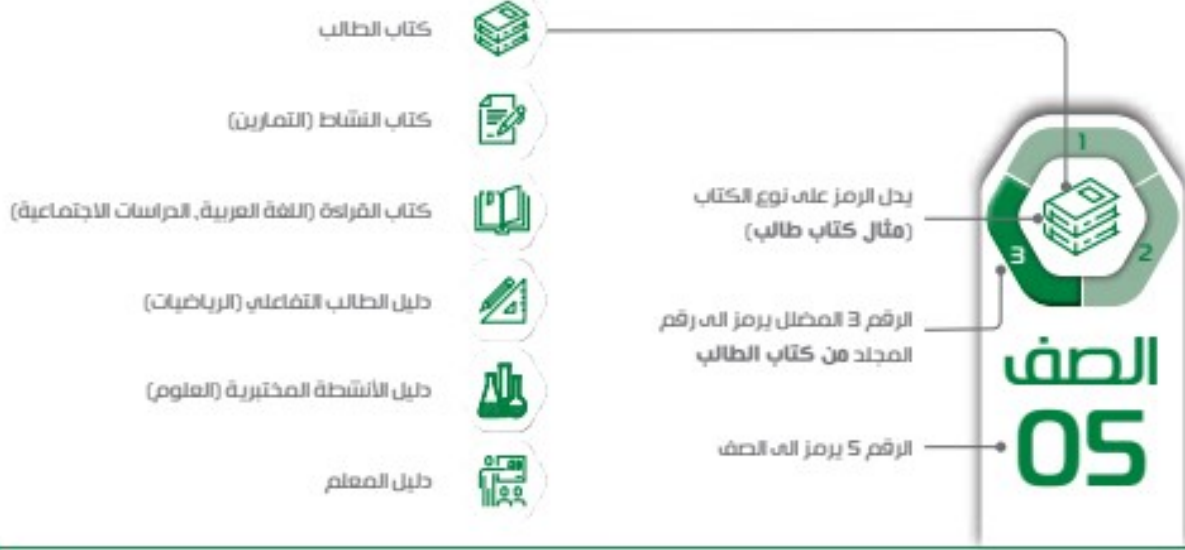 1
2
3
الصف
05
يدل الرمز على نوع الكتاب
(مثال كتاب طالب)
الرقم 3 المضلل يرمز الى رقم
المجلد من كتاب الطالب
الرقم 5 يرمز الى الصف
كتاب الطالب
كتاب النشاط (التمارين)
كتاب القراءة (اللغة العربية, الدراسات الاجتماعية)
دليل الطالب التفاعلي (الرياضيات)
دليل الأنشطة المختبرية (العلوم)
دليل المعلم